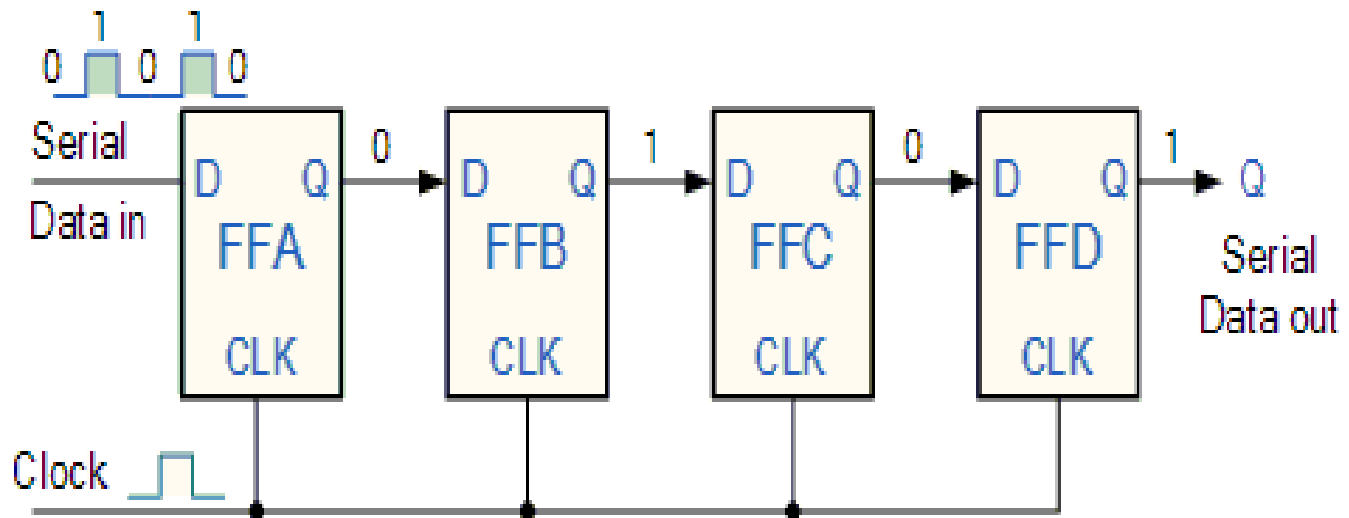 1 1
0 0 0
Serial
Data in
0 1 0 1
D Q D Q D Q D Q Q
FFA FFB FFC FFD
Serial
Data out
CLK CLK CLK CLK
Clock